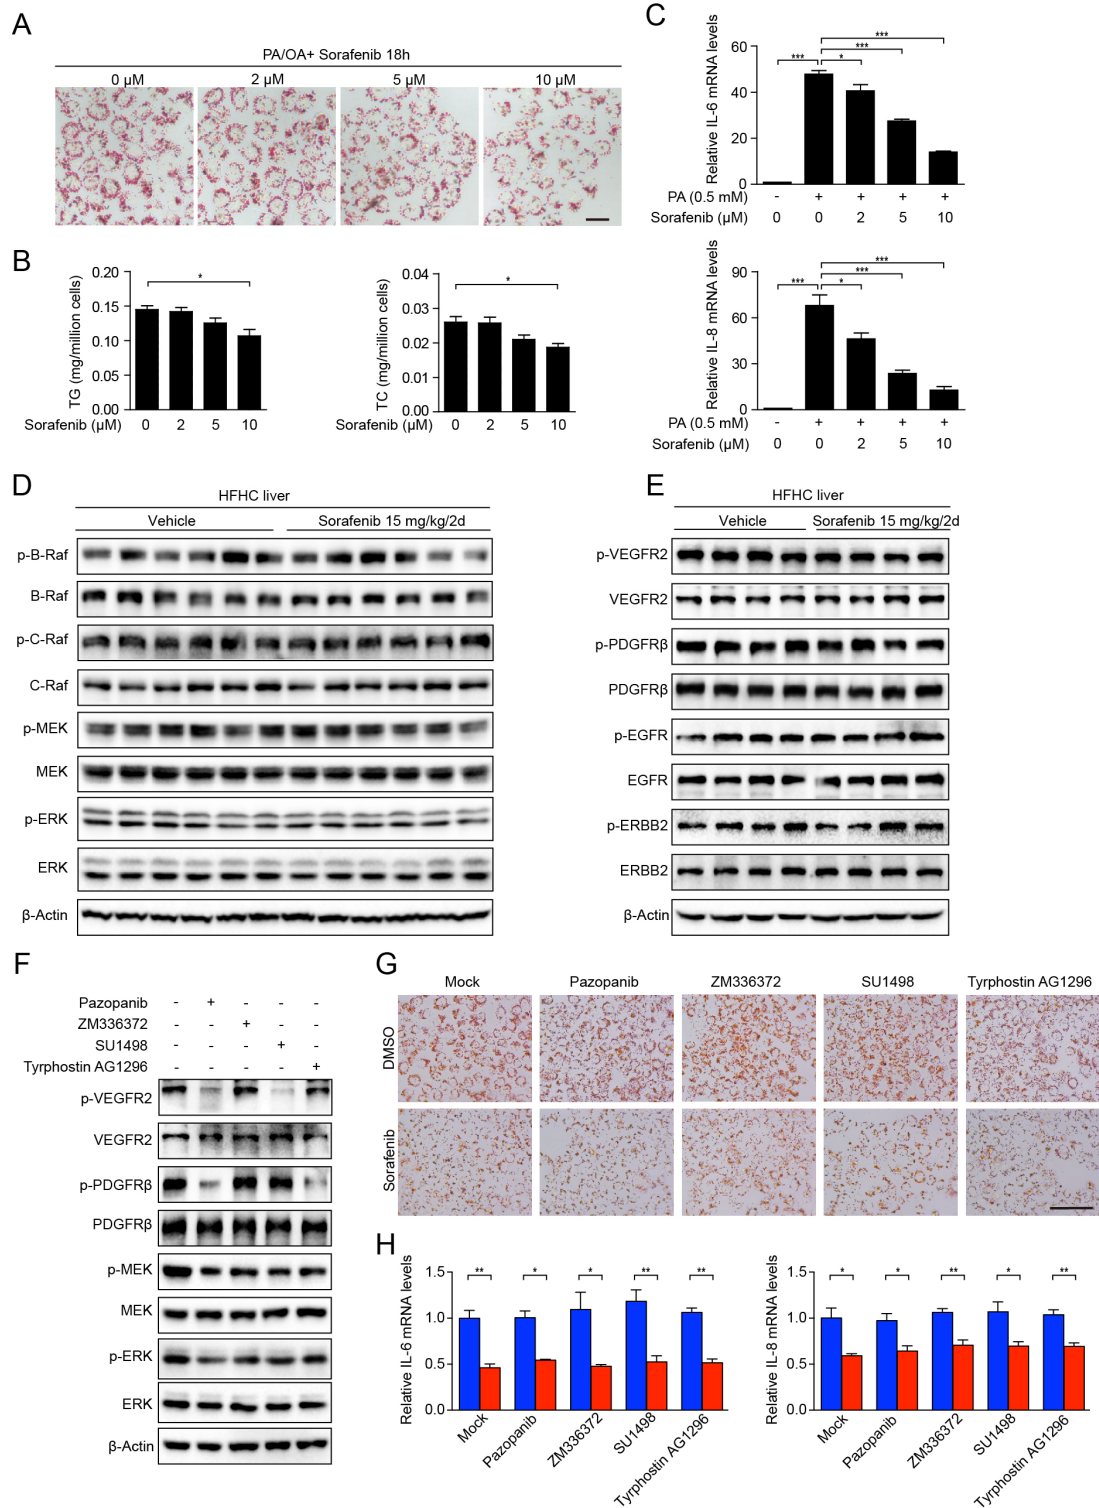 A
PA/OA+ Sorafenib 18h
0 µM 2 µM 5 µM 10 µM
B
TG (mg/million cells)
0.20
0.15
0.10
0.05
0.00
*
Sorafenib (µM) 0 2 5 10
TC (mg/million cells)
0.04
0.03
0.02
0.01
0.00
*
Sorafenib (µM) 0 2 5 10
C
Relative IL-6 mRNA levels
60
40
20
0
***
***
*** *
PA (0.5 mM) - + + + +
Sorafenib (µM) 0 0 2 5 10
Relative IL-8 mRNA levels
90
60
30
0
***
***
*** *
PA (0.5 mM) - + + + +
Sorafenib (µM) 0 0 2 5 10
D
HFHC liver
Vehicle Sorafenib 15 mg/kg/2d
p-B-Raf
B-Raf
p-C-Raf
C-Raf
p-MEK
MEK
p-ERK
ERK
β-Actin
E
HFHC liver
Vehicle Sorafenib 15 mg/kg/2d
p-VEGFR2
VEGFR2
p-PDGFRβ
PDGFRβ
p-EGFR
EGFR
p-ERBB2
ERBB2
β-Actin
F
Pazopanib - + - - -
ZM336372 - - + - -
SU1498 - - - + -
Tyrphostin AG1296 - - - - +
p-VEGFR2
VEGFR2
p-PDGFRβ
PDGFRβ
p-MEK
MEK
p-ERK
ERK
β-Actin
G
Mock Pazopanib ZM336372 SU1498 Tyrphostin AG1296
DMSO
Sorafenib
H
Relative IL-6 mRNA levels
1.5
1.0
0.5
0.0
** * * ** **
Mock
Pazopanib
ZM336372
SU1498
Tyrphostin AG1296
Relative IL-8 mRNA levels
1.5
1.0
0.5
0.0
* * ** * **
Mock
Pazopanib
ZM336372
SU1498
Tyrphostin AG1296